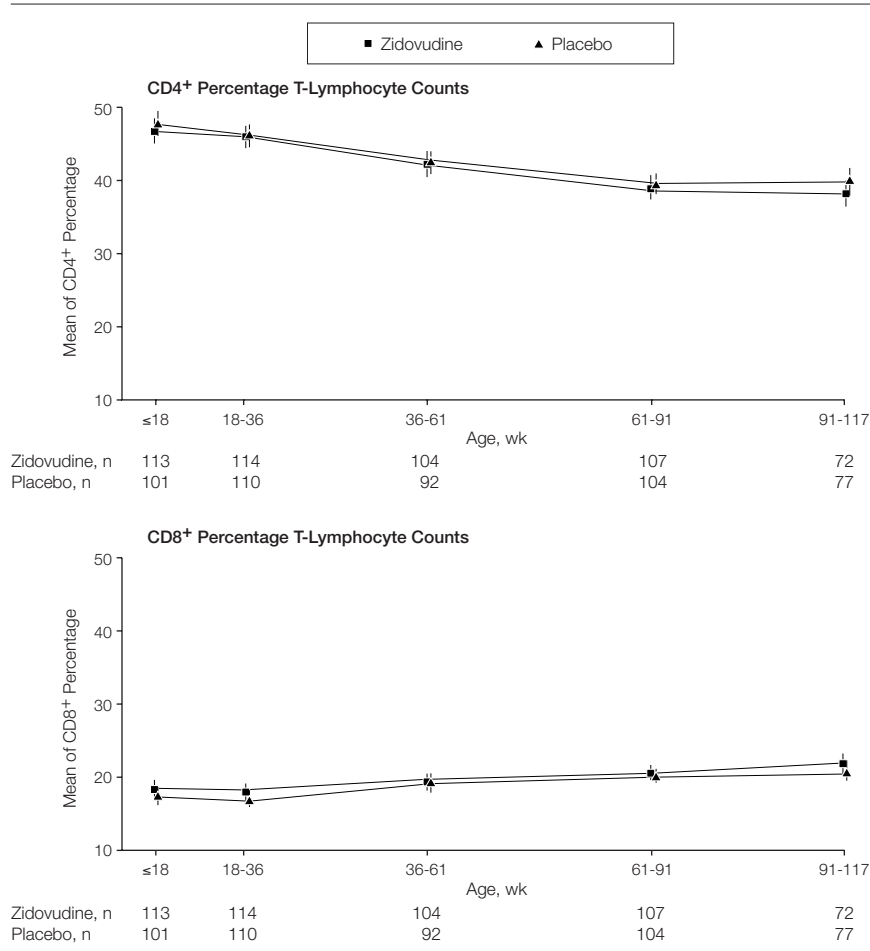 Zidovudine Placebo
CD4+ Percentage T-Lymphocyte Counts
50
40
30
20
10
Mean of CD4+ Percentage
≤18 18-36 36-61 61-91 91-117
Age, wk
Zidovudine, n 113 114 104 107 72
Placebo, n 101 110 92 104 77
CD8+ Percentage T-Lymphocyte Counts
50
40
30
20
10
Mean of CD8+ Percentage
≤18 18-36 36-61 61-91 91-117
Age, wk
Zidovudine, n 113 114 104 107 72
Placebo, n 101 110 92 104 77